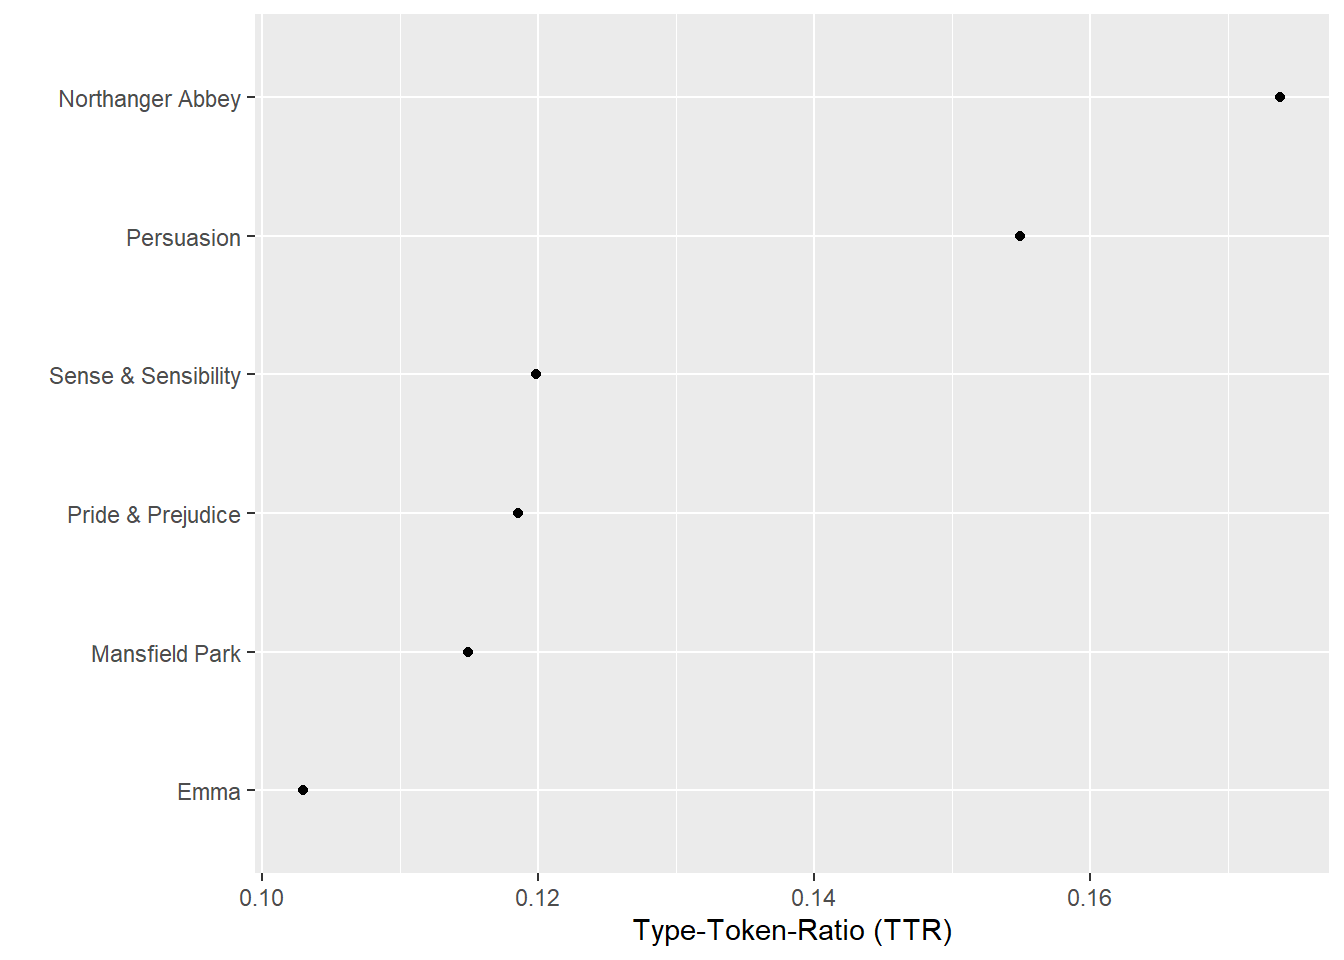 Northanger Abbey
Persuasion
Sense & Sensibility
Pride & Prejudice
Mansfield Park
Emma
0.10 0.12 0.14 0.16
Type-Token-Ratio (TTR)